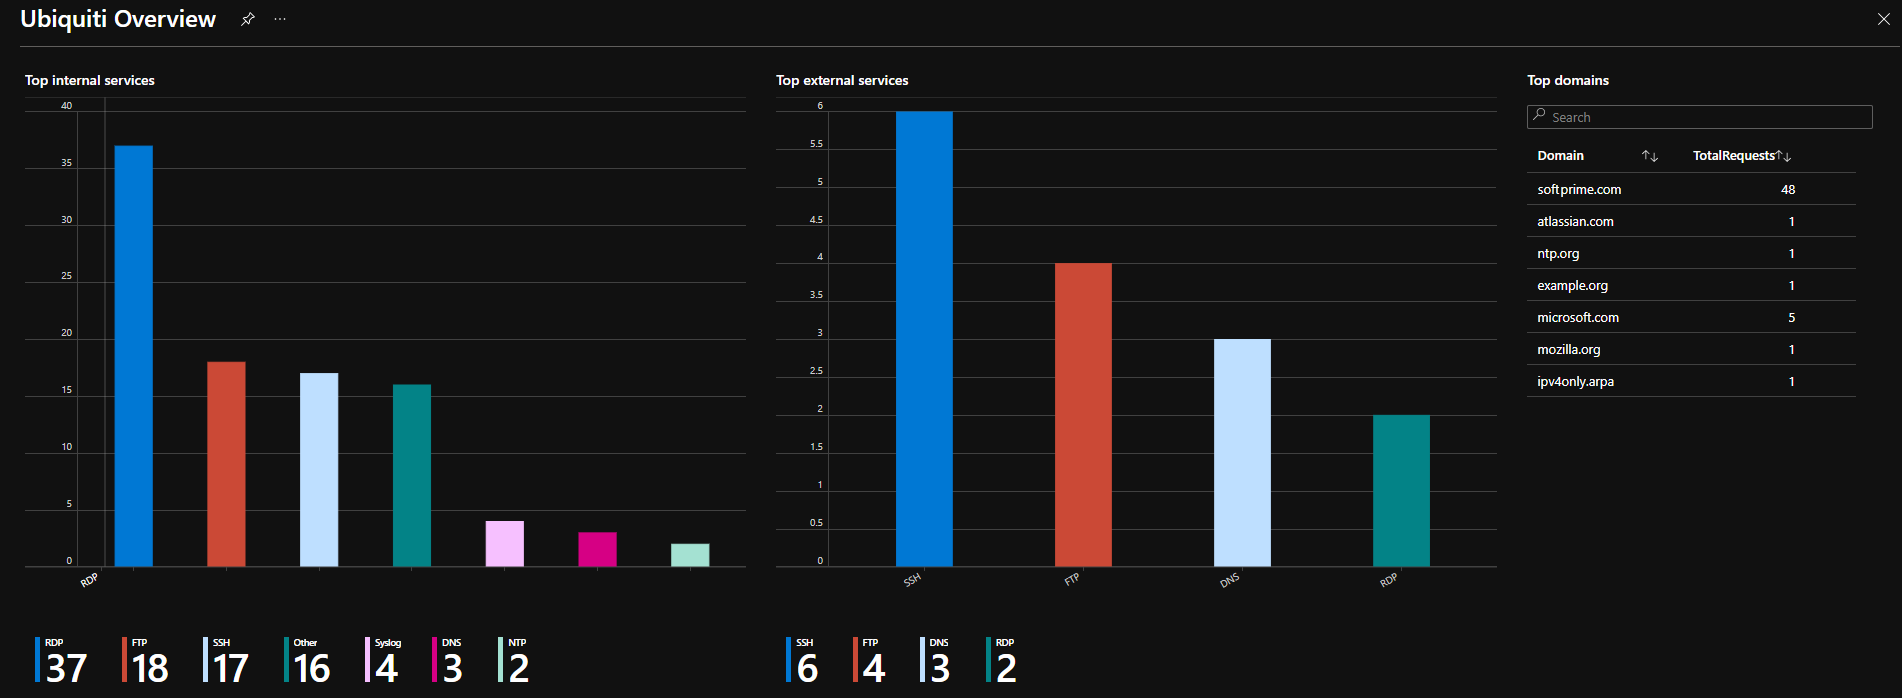 Ubiquiti Overview
Top internal services
40
35
30
25
20
15
10
5
0
RDP
RDP
37
FTP
18
SSH
17
Other
16
Syslog
4
DNS
3
NTP
2
Top external services
6
5.5
5
4.5
4
3.5
3
2.5
2
1.5
1
0.5
0
SSH
FTP
DNS
RDP
SSH
6
FTP
4
DNS
3
RDP
2
Top domains
Search
Domain TotalRequests
softprime.com 48
atlassian.com 1
ntp.org 1
example.org 1
microsoft.com 5
mozilla.org 1
ipv4only.arpa 1